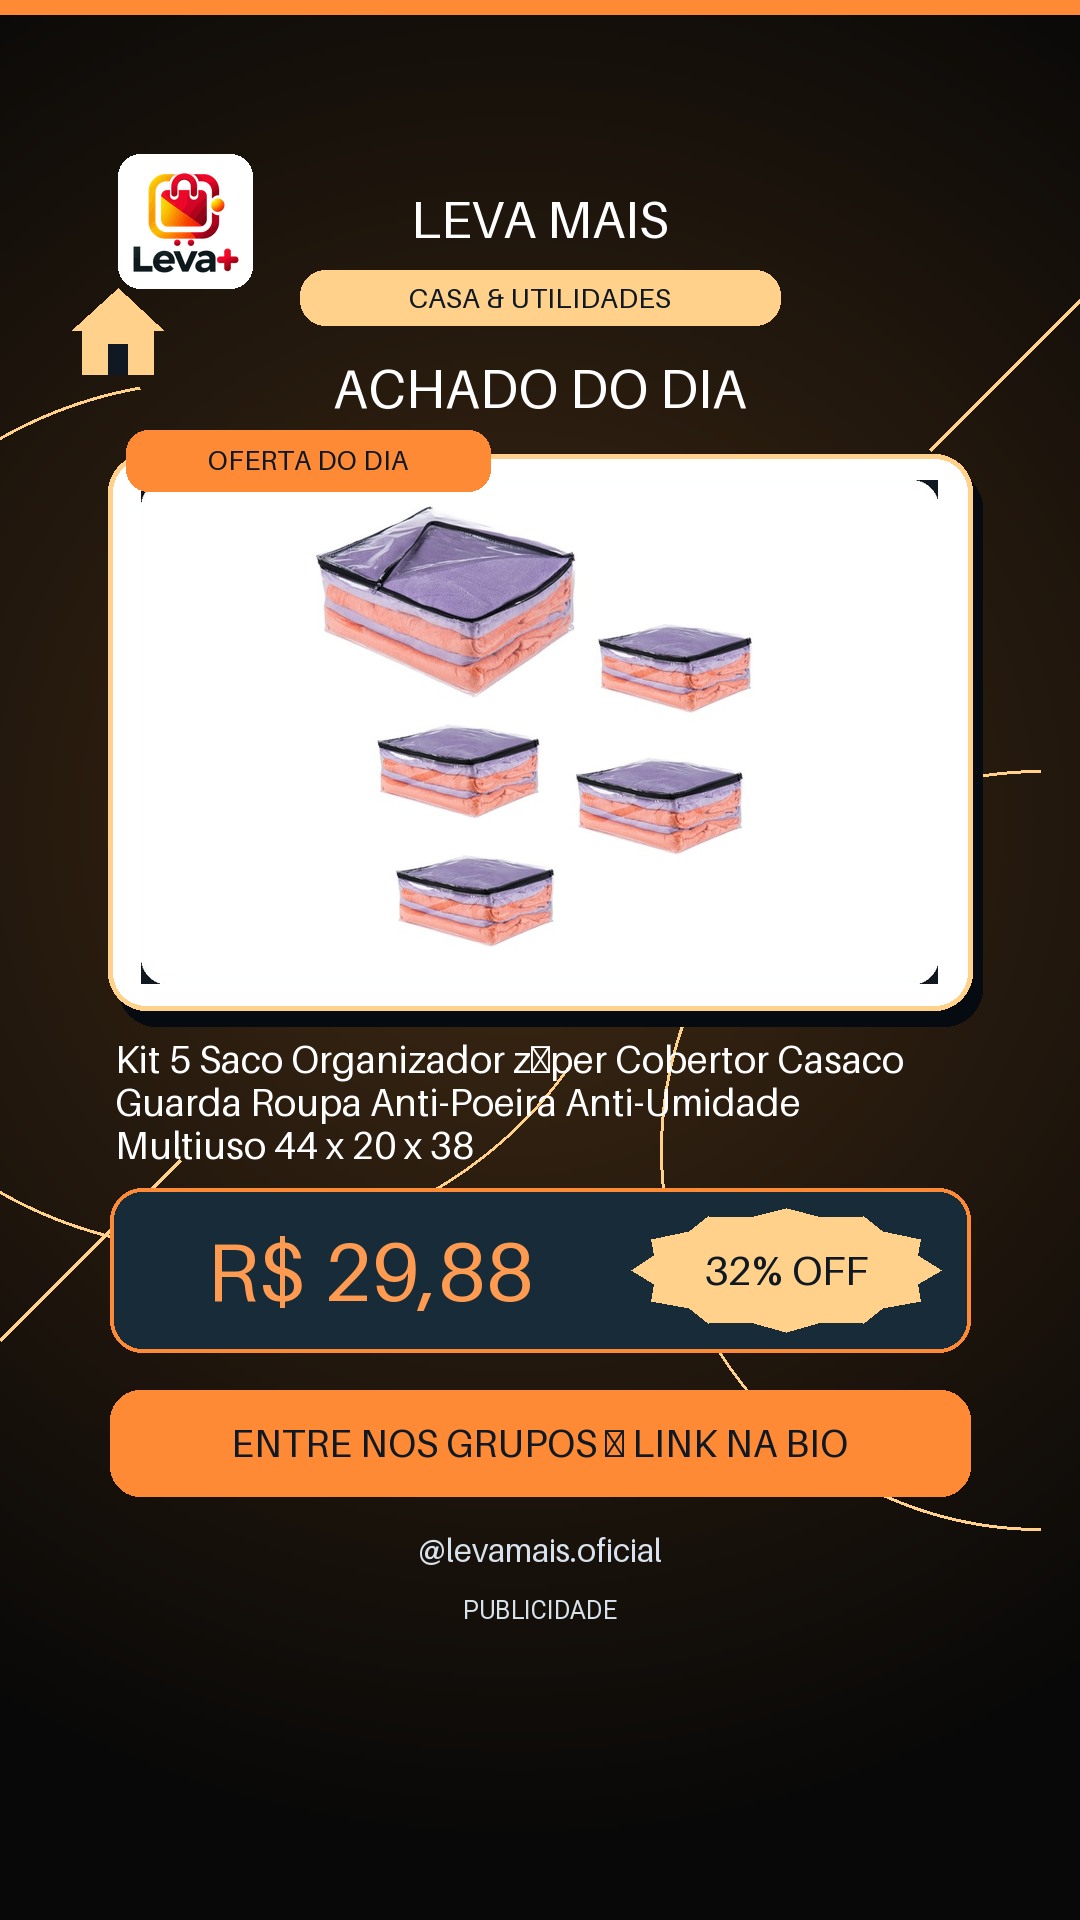 Leva+
LEVA MAIS
CASA & UTILIDADES
ACHADO DO DIA
OFERTA DO DIA
Kit 5 Saco Organizador z☒per Cobertor Casaco
Guarda Roupa Anti-Poeira Anti-Umidade
Multiuso 44 x 20 x 38
R$ 29,88
32% OFF
ENTRE NOS GRUPOS ☒ LINK NA BIO
@levamais.oficial
PUBLICIDADE